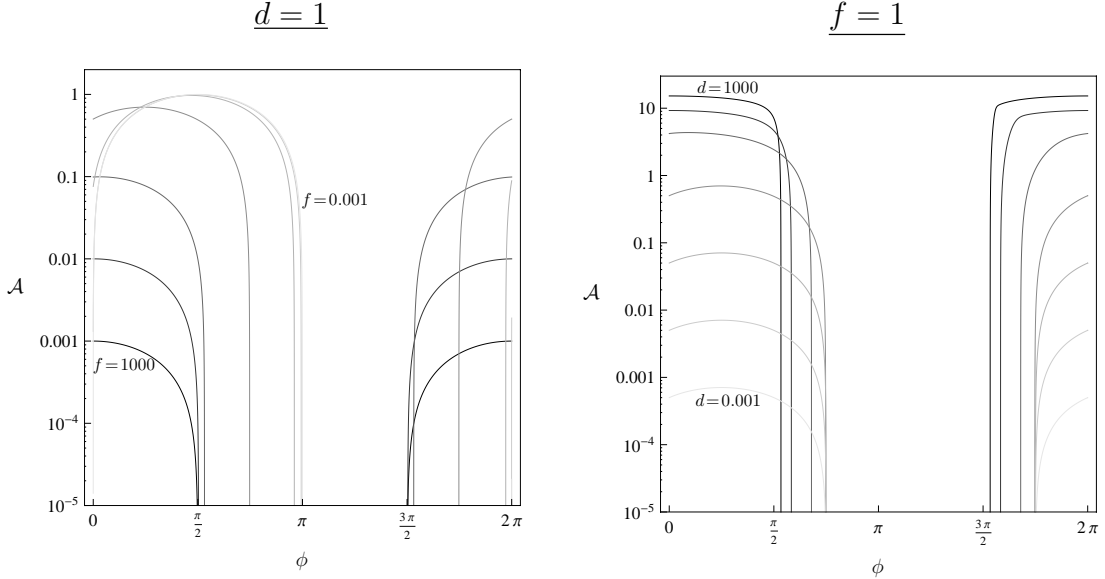 d = 1
1
0.1
0.01
0.001
10⁻⁴
10⁻⁵
𝒜
f = 0.001
f = 1000
0
π/2
π
3π/2
2π
ϕ
f = 1
10
1
0.1
0.01
0.001
10⁻⁴
10⁻⁵
𝒜
d = 1000
d = 0.001
0
π/2
π
3π/2
2π
ϕ